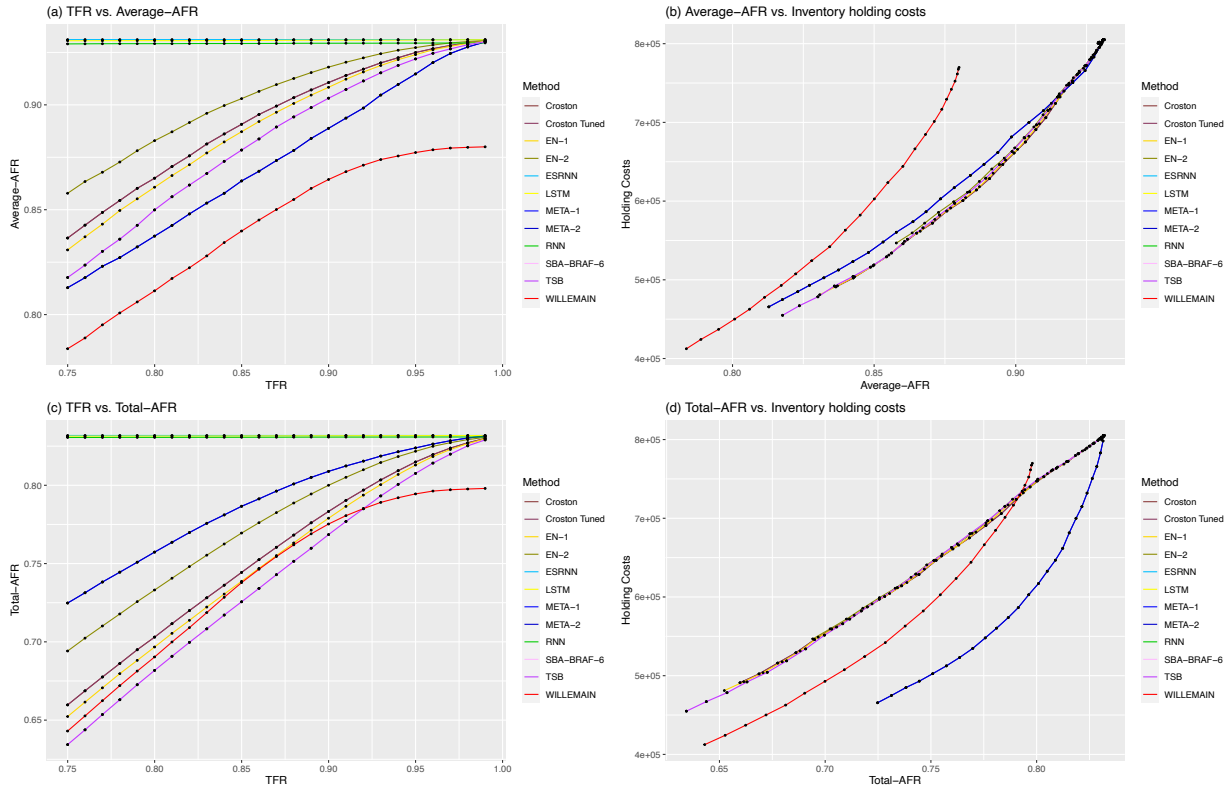 (a) TFR vs. Average-AFR
Average-AFR
0.90
0.85
0.80
0.75
0.80
0.85
0.90
0.95
1.00
TFR
Method
Croston
Croston Tuned
EN-1
EN-2
ESRNN
LSTM
META-1
META-2
RNN
SBA-BRAF-6
TSB
WILLEMAIN
(b) Average-AFR vs. Inventory holding costs
Holding Costs
8e+05
7e+05
6e+05
5e+05
4e+05
0.80
0.85
0.90
Average-AFR
Method
Croston
Croston Tuned
EN-1
EN-2
ESRNN
LSTM
META-1
META-2
RNN
SBA-BRAF-6
TSB
WILLEMAIN
(c) TFR vs. Total-AFR
Total-AFR
0.80
0.75
0.70
0.65
0.75
0.80
0.85
0.90
0.95
1.00
TFR
Method
Croston
Croston Tuned
EN-1
EN-2
ESRNN
LSTM
META-1
META-2
RNN
SBA-BRAF-6
TSB
WILLEMAIN
(d) Total-AFR vs. Inventory holding costs
Holding Costs
8e+05
7e+05
6e+05
5e+05
4e+05
0.65
0.70
0.75
0.80
Total-AFR
Method
Croston
Croston Tuned
EN-1
EN-2
ESRNN
LSTM
META-1
META-2
RNN
SBA-BRAF-6
TSB
WILLEMAIN